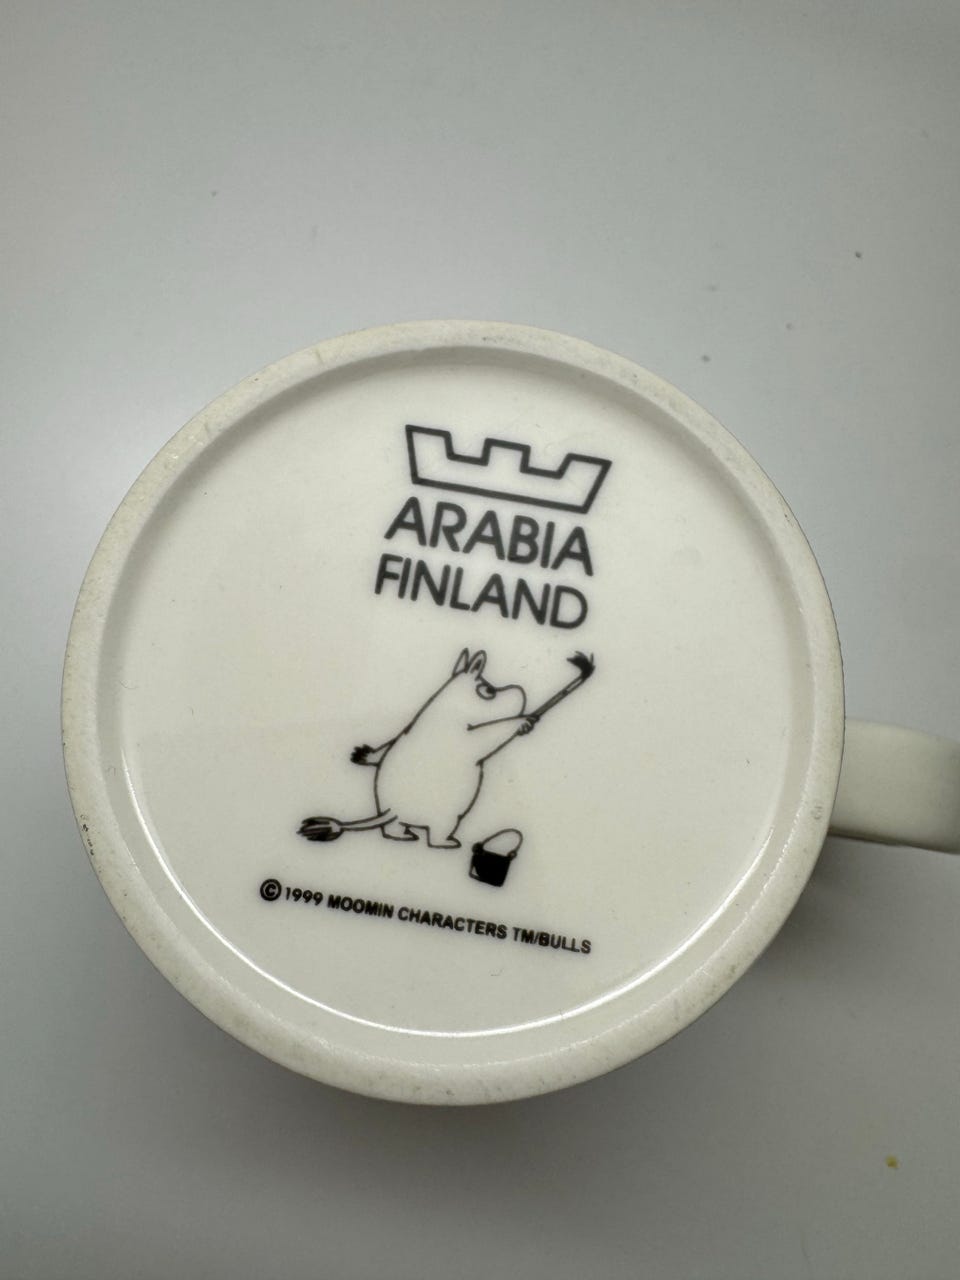 ARABIA
FINLAND
© 1999 MOOMIN CHARACTERS TM/BULLS